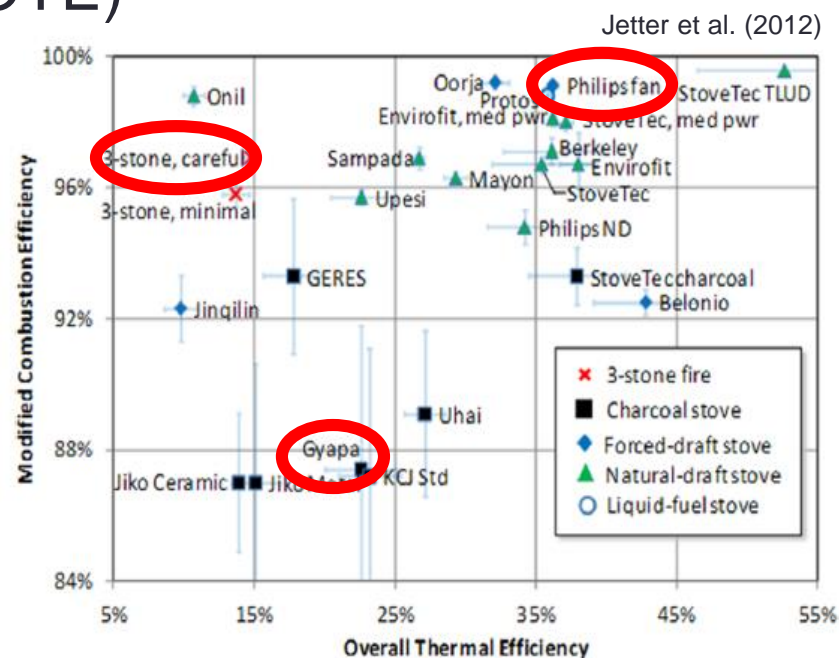 OTE)
Jetter et al. (2012)
100%
Onil
Oorja
Philips fan
Protos
StoveTec TLUD
Envirofit, med pwr
StoveTec, med pwr
3-stone, careful
Sampada
Berkeley
Envirofit
96%
Mayon
StoveTec
3-stone, minimal
Upesi
Philips ND
GERES
StoveTec charcoal
Jinqilin
Belonio
92%
3-stone fire
Charcoal stove
Uhai
Forced-draft stove
88%
Gyapa
Natural-draft stove
Jiko Ceramic
Jiko
KCJ Std
Liquid-fuel stove
84%
5%
15%
25%
35%
45%
55%
Modified Combustion Efficiency
Overall Thermal Efficiency